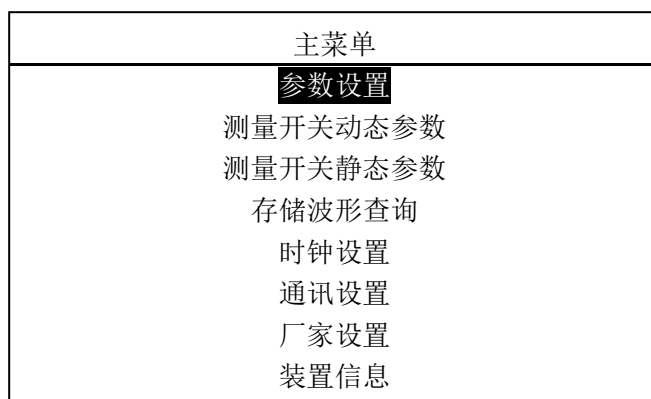 主菜单
参数设置
测量开关动态参数
测量开关静态参数
存储波形查询
时钟设置
通讯设置
厂家设置
装置信息